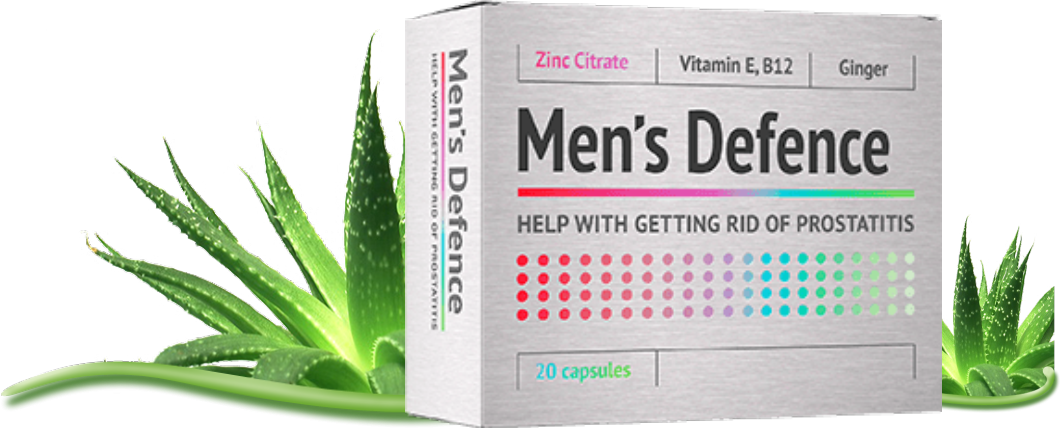 Zinc Citrate
Vitamin E, B12
Ginger
Men's Defence
HELP WITH GETTING RID OF PROSTATITIS
20 capsules
Men's Defence
HELP WITH GETTING RID OF PROSTATITIS